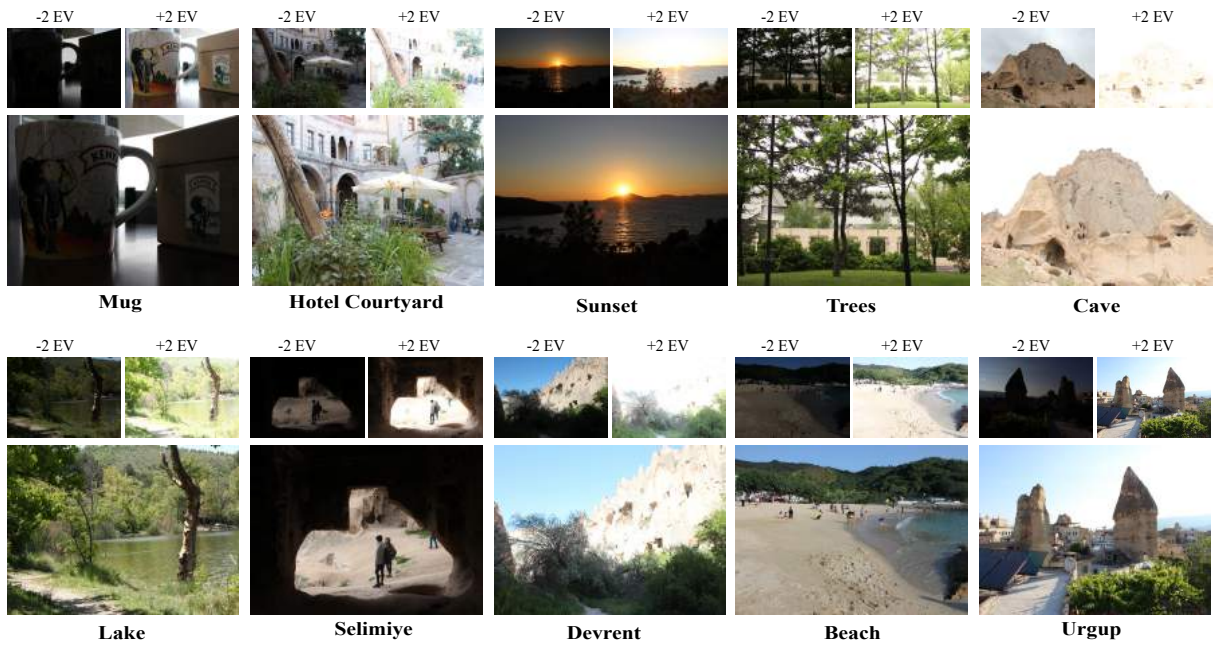 -2 EV +2 EV -2 EV +2 EV -2 EV +2 EV -2 EV +2 EV -2 EV +2 EV
KENY
Mug Hotel Courtyard Sunset Trees Cave
-2 EV +2 EV -2 EV +2 EV -2 EV +2 EV -2 EV +2 EV -2 EV +2 EV
Lake Selimiye Devrent Beach Urgup